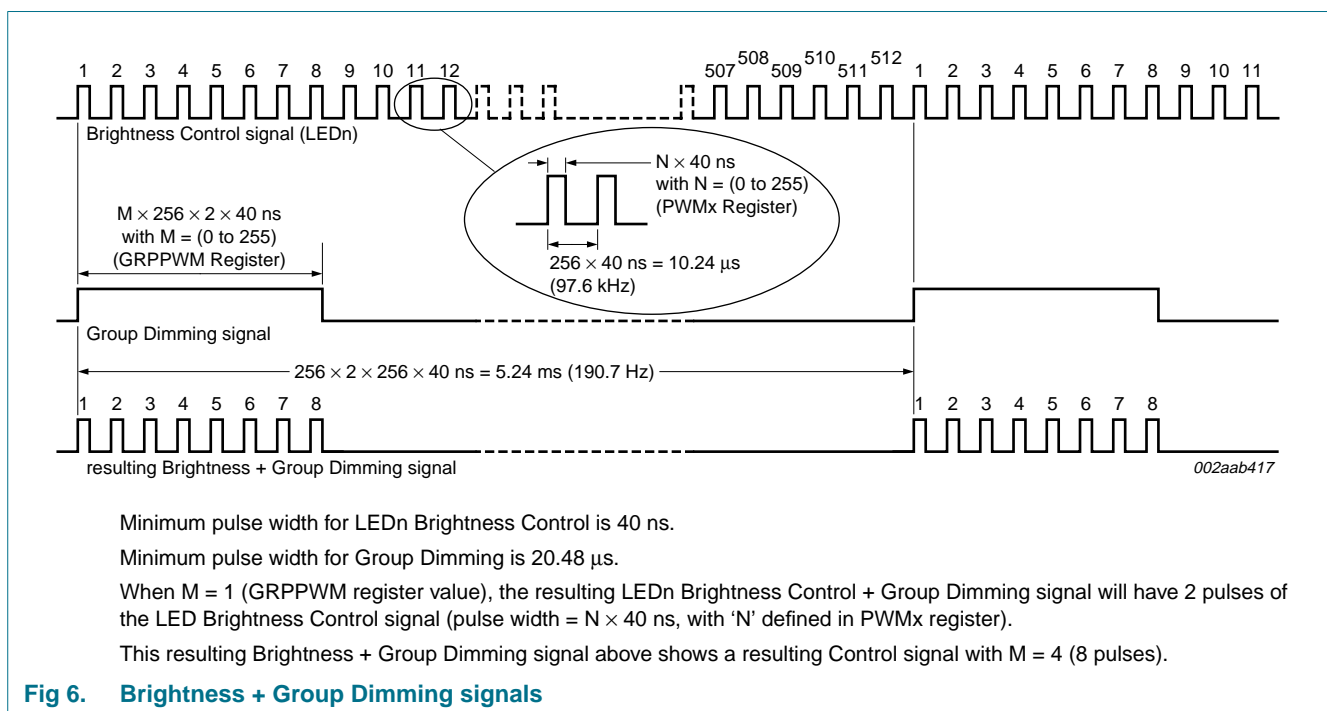 1 2 3 4 5 6 7 8 9 10 11 12 507 508 509 510 511 512 1 2 3 4 5 6 7 8 9 10 11
Brightness Control signal (LEDn)
N × 40 ns
with N = (0 to 255)
(PWMx Register)
M × 256 × 2 × 40 ns
with M = (0 to 255)
(GRPPWM Register)
256 × 40 ns = 10.24 μs
(97.6 kHz)
Group Dimming signal
256 × 2 × 256 × 40 ns = 5.24 ms (190.7 Hz)
1 2 3 4 5 6 7 8 1 2 3 4 5 6 7 8
resulting Brightness + Group Dimming signal
002aab417
Minimum pulse width for LEDn Brightness Control is 40 ns.
Minimum pulse width for Group Dimming is 20.48 μs.
When M = 1 (GRPPWM register value), the resulting LEDn Brightness Control + Group Dimming signal will have 2 pulses of
the LED Brightness Control signal (pulse width = N × 40 ns, with ‘N’ defined in PWMx register).
This resulting Brightness + Group Dimming signal above shows a resulting Control signal with M = 4 (8 pulses).
Fig 6. Brightness + Group Dimming signals